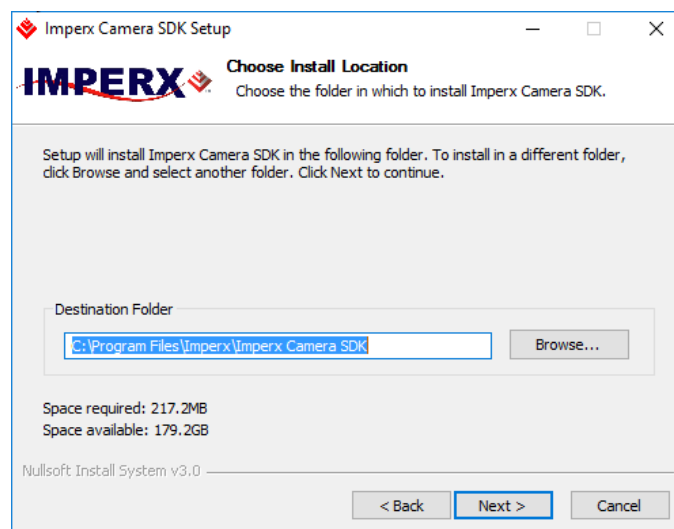 Imperx Camera SDK Setup
IMPERX
Choose Install Location
Choose the folder in which to install Imperx Camera SDK.
Setup will install Imperx Camera SDK in the following folder. To install in a different folder,
click Browse and select another folder. Click Next to continue.
Destination Folder
C:\Program Files\Imperx\Imperx Camera SDK
Browse...
Space required: 217.2MB
Space available: 179.2GB
Nullsoft Install System v3.0
< Back
Next >
Cancel